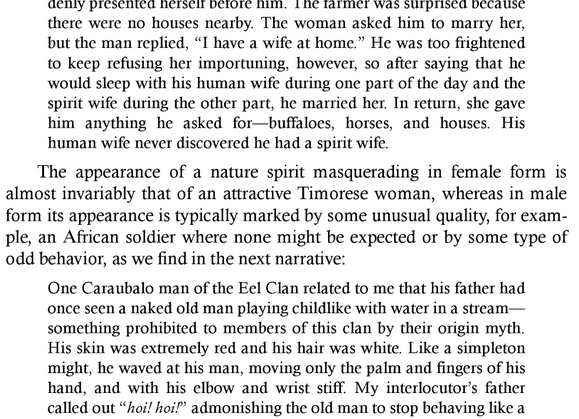 denly presented herself before him. The farmer was surprised because
there were no houses nearby. The woman asked him to marry her,
but the man replied, “I have a wife at home.” He was too frightened
to keep refusing her importuning, however, so after saying that he
would sleep with his human wife during one part of the day and the
spirit wife during the other part, he married her. In return, she gave
him anything he asked for—buffaloes, horses, and houses. His
human wife never discovered he had a spirit wife.
The appearance of a nature spirit masquerading in female form is
almost invariably that of an attractive Timorese woman, whereas in male
form its appearance is typically marked by some unusual quality, for exam-
ple, an African soldier where none might be expected or by some type of
odd behavior, as we find in the next narrative:
One Caraubalo man of the Eel Clan related to me that his father had
once seen a naked old man playing childlike with water in a stream—
something prohibited to members of this clan by their origin myth.
His skin was extremely red and his hair was white. Like a simpleton
might, he waved at his man, moving only the palm and fingers of his
hand, and with his elbow and wrist stiff. My interlocutor’s father
called out “hoi! hoi!” admonishing the old man to stop behaving like a